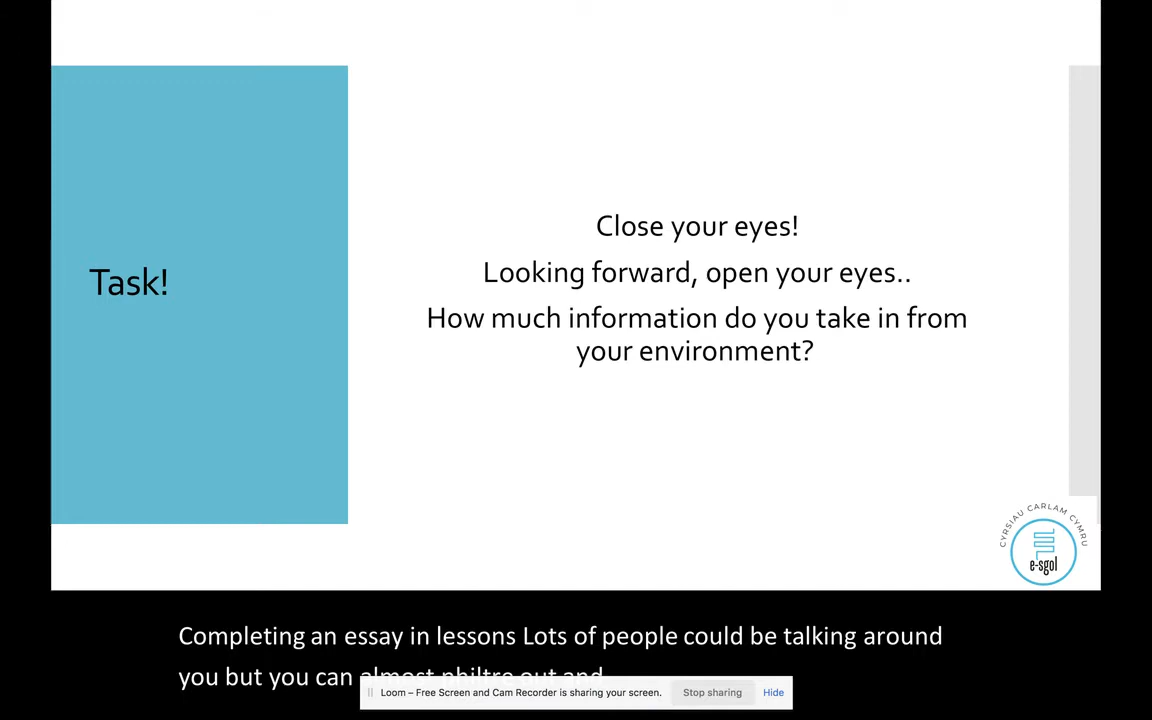 Task!
Close your eyes!
Looking forward, open your eyes..
How much information do you take in from
your environment?
CYRSIAU CARLAM CYMRU
e-sgol
Completing an essay in lessons Lots of people could be talking around
you but you can almost philtre out and
Loom – Free Screen and Cam Recorder is sharing your screen.
Stop sharing
Hide